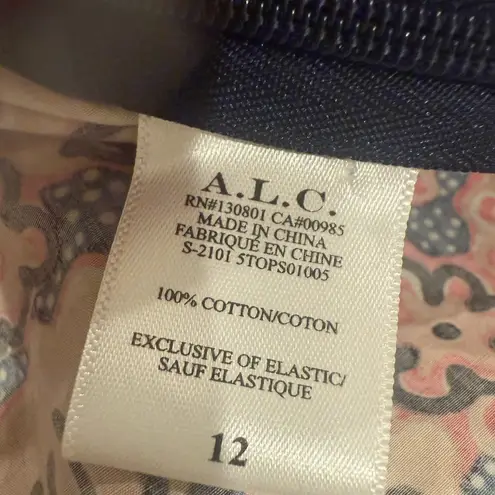 A.L.C.
RN#130801 CA#00985
MADE IN CHINA
FABRIQUÉ EN CHINE
S-2101 5TOPS01005
100% COTTON/COTON
EXCLUSIVE OF ELASTIC/
SAUF ELASTIQUE
12